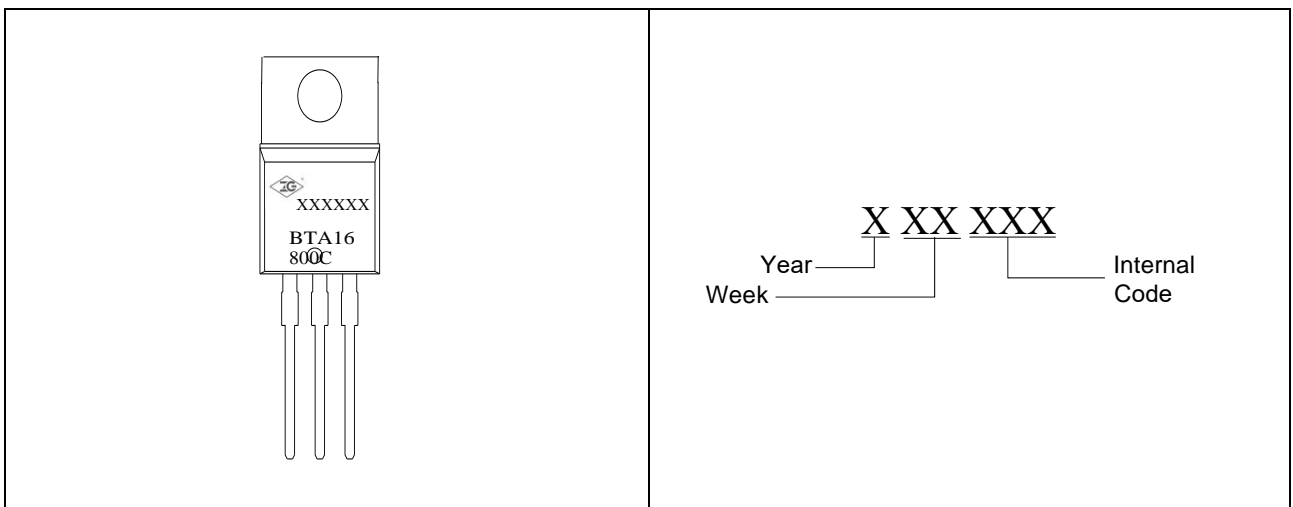 XXXXXX
BTA16
800C
X XX XXX
Year
Week
Internal
Code